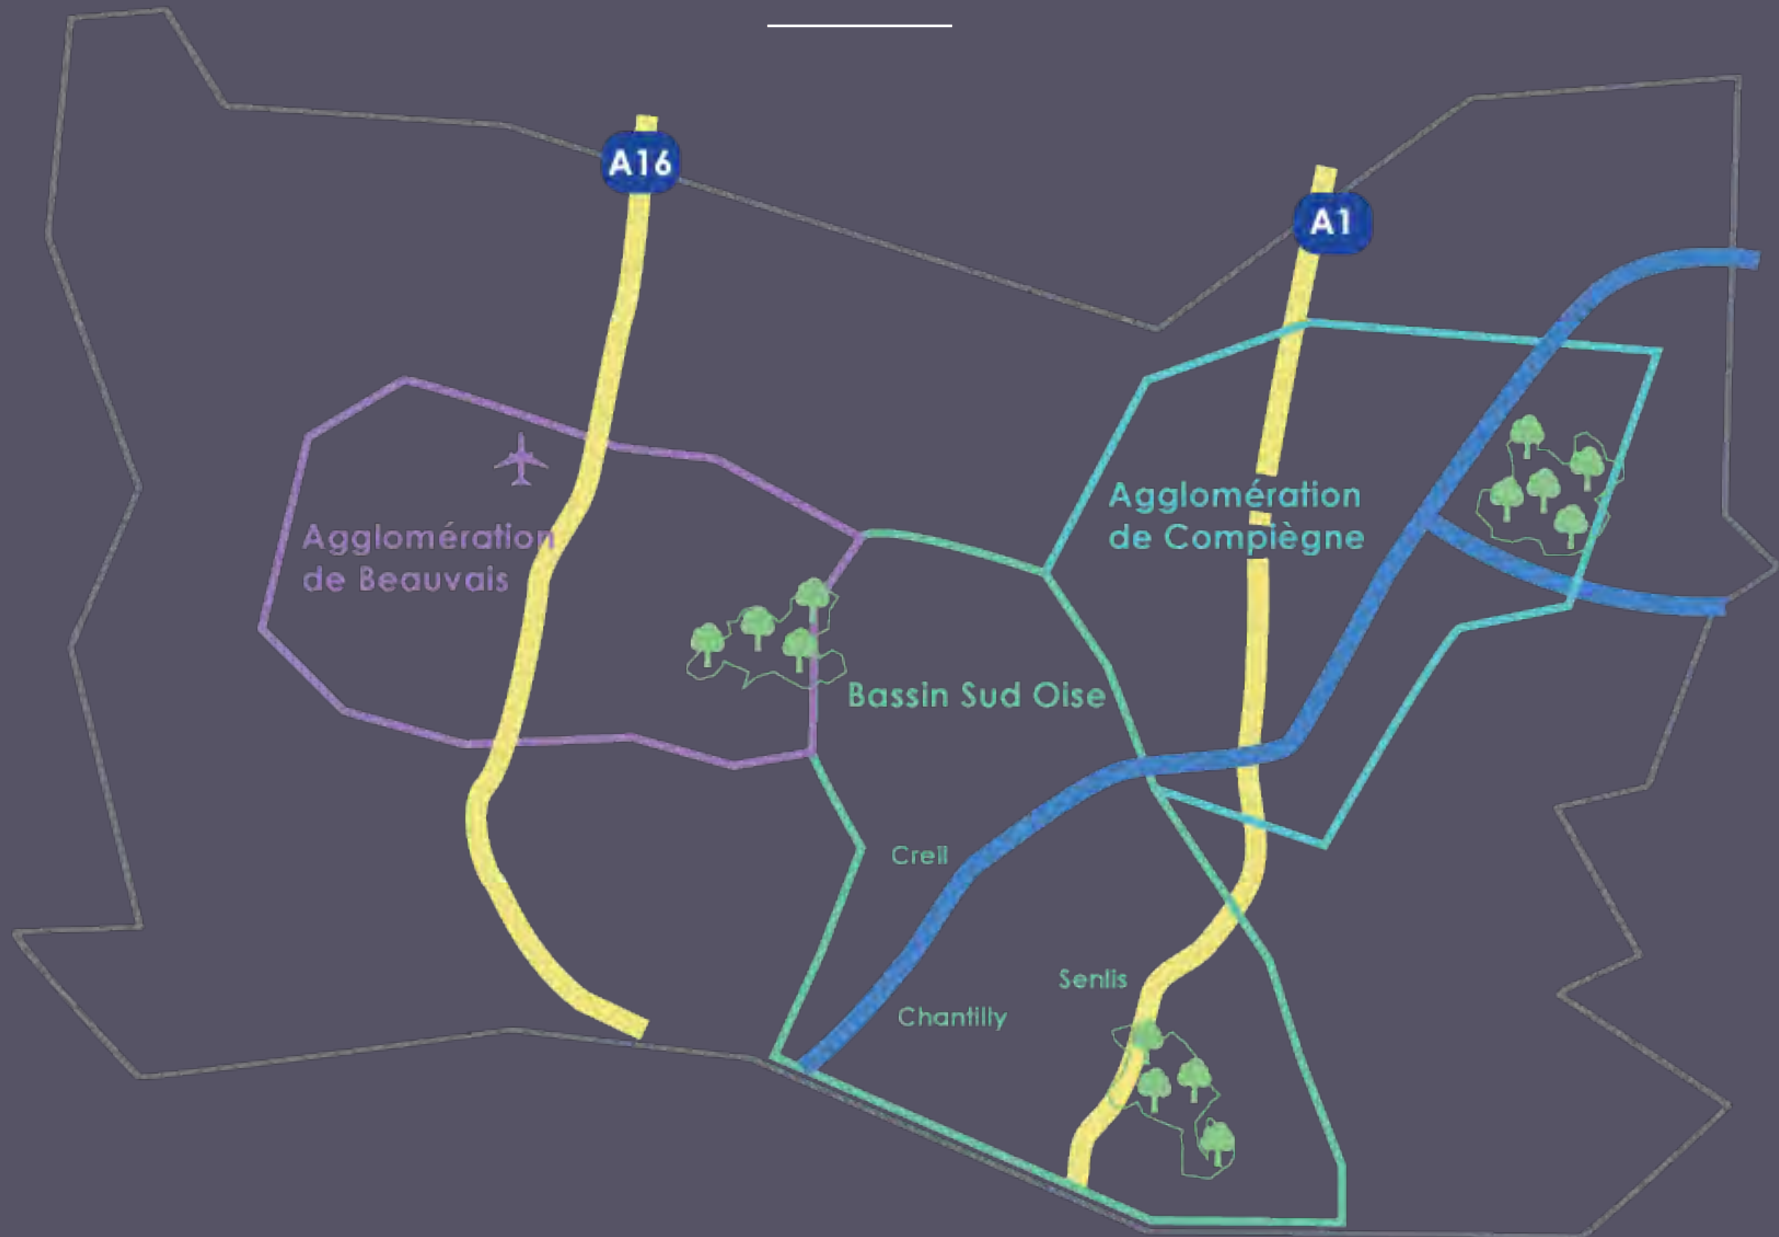 A16
A1
Agglomération
de Beauvais
Agglomération
de Compiègne
Bassin Sud Oise
Creil
Senlis
Chantilly